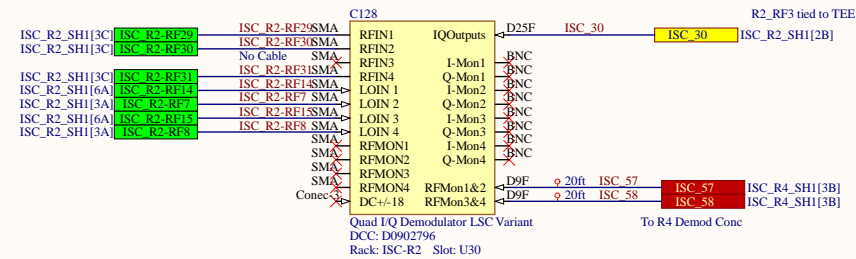 C128
R2_RF3 tied to TEE
ISC_R2_SH1[3C] ISC_R2-RF29 ISC_R2-RF29 SMA RFIN1 IQOutputs D25F ISC_30 ISC_30 ISC_R2_SH1[2B]
ISC_R2_SH1[3C] ISC_R2-RF30 ISC_R2-RF30 SMA RFIN2
No Cable SMA RFIN3 I-Mon1 BNC
ISC_R2_SH1[3C] ISC_R2-RF31 ISC_R2-RF31 SMA RFIN4 Q-Mon1 BNC
ISC_R2_SH1[6A] ISC_R2-RF14 ISC_R2-RF14 SMA LOIN 1 I-Mon2 BNC
ISC_R2_SH1[3A] ISC_R2-RF7 ISC_R2-RF7 SMA LOIN 2 Q-Mon2 BNC
ISC_R2_SH1[6A] ISC_R2-RF15 ISC_R2-RF15 SMA LOIN 3 I-Mon3 BNC
ISC_R2_SH1[3A] ISC_R2-RF8 ISC_R2-RF8 SMA LOIN 4 Q-Mon3 BNC
SMA RFMON1 I-Mon4 BNC
SMA RFMON2 Q-Mon4 BNC
SMA RFMON3
SMA RFMON4 RFMon1&2 D9F 20ft ISC_57 ISC_57 ISC_R4_SH1[3B]
Conec-3 DC+/-18 RFMon3&4 D9F 20ft ISC_58 ISC_58 ISC_R4_SH1[3B]
Quad I/Q Demodulator LSC Variant
To R4 Demod Conc
DCC: D0902796
Rack: ISC-R2 Slot: U30